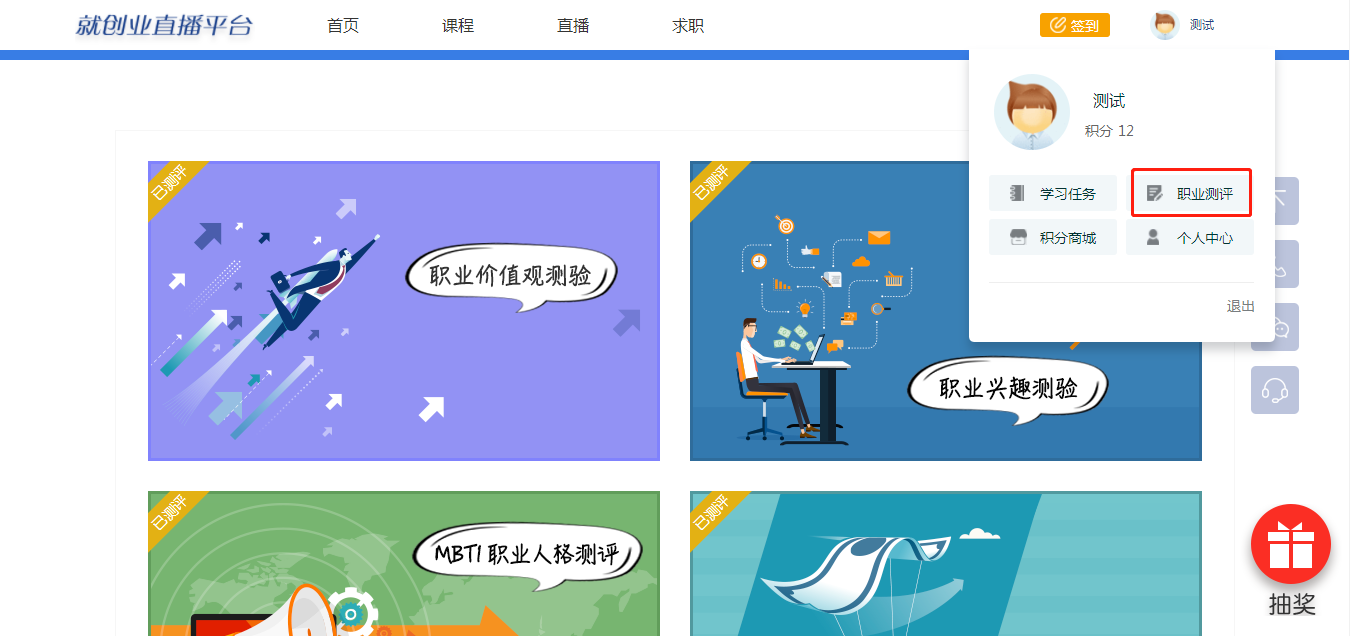 就创业直播平台
首页
课程
直播
求职
签到
测试
测试
积分 12
学习任务
职业测评
积分商城
个人中心
退出
已测评
职业价值观测验
已测评
职业兴趣测验
已测评
MBTI 职业人格测评
已测评
抽奖